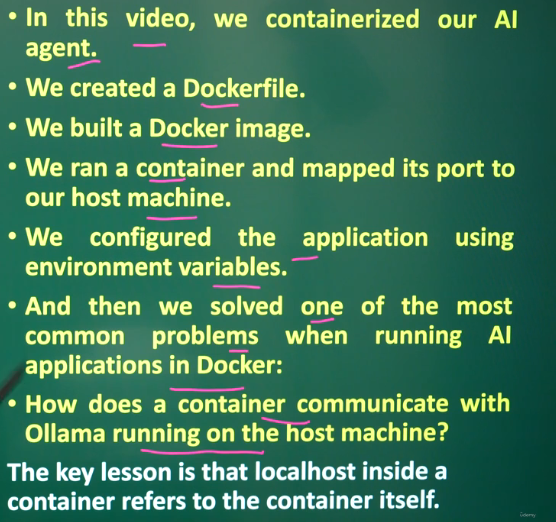 • In this video, we containerized our AI
agent.
• We created a Dockerfile.
• We built a Docker image.
• We ran a container and mapped its port to
our host machine.
• We configured the application using
environment variables.
• And then we solved one of the most
common problems when running AI
applications in Docker:
• How does a container communicate with
Ollama running on the host machine?
The key lesson is that localhost inside a
container refers to the container itself.
Udemy